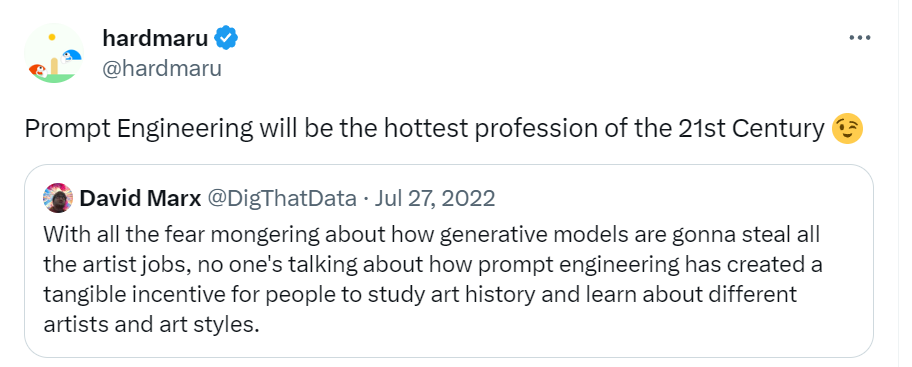 hardmaru
@hardmaru
Prompt Engineering will be the hottest profession of the 21st Century 😉
David Marx @DigThatData · Jul 27, 2022
With all the fear mongering about how generative models are gonna steal all
the artist jobs, no one's talking about how prompt engineering has created a
tangible incentive for people to study art history and learn about different
artists and art styles.